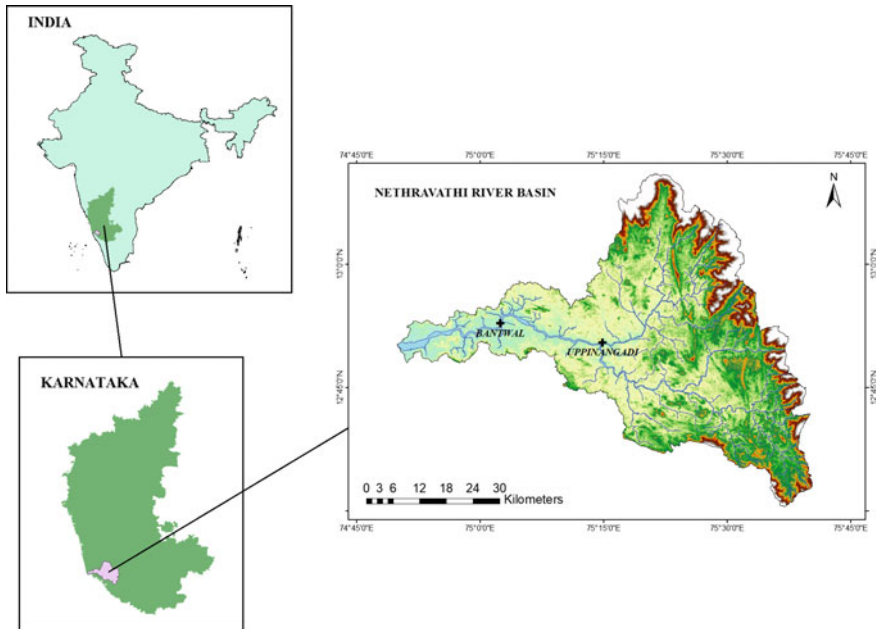 INDIA
KARNATAKA
74°45'0"E 75°0'0"E 75°15'0"E 75°30'0"E 75°45'0"E
NETHRAVATHI RIVER BASIN
N
13°0'0"N 13°0'0"N
BANTWAL
UPPINANGADI
12°45'0"N 12°45'0"N
0 3 6 12 18 24 30
Kilometers
74°45'0"E 75°0'0"E 75°15'0"E 75°30'0"E 75°45'0"E